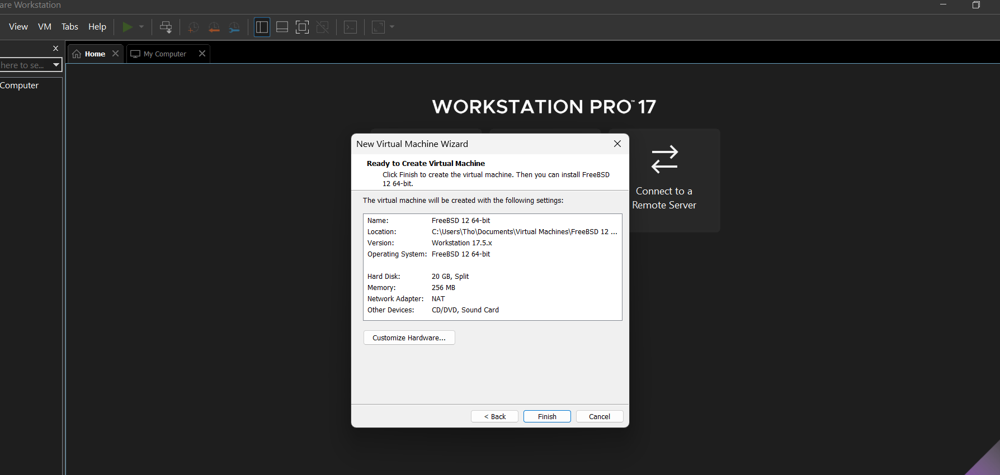 are Workstation
View VM Tabs Help
Home My Computer
here to se...
Computer
WORKSTATION PRO™ 17
New Virtual Machine Wizard
Ready to Create Virtual Machine
Click Finish to create the virtual machine. Then you can install FreeBSD
12 64-bit.
The virtual machine will be created with the following settings:
Name: FreeBSD 12 64-bit
Location: C:\Users\Tho\Documents\Virtual Machines\FreeBSD 12 ...
Version: Workstation 17.5.x
Operating System: FreeBSD 12 64-bit
Hard Disk: 20 GB, Split
Memory: 256 MB
Network Adapter: NAT
Other Devices: CD/DVD, Sound Card
Customize Hardware...
< Back Finish Cancel
Connect to a
Remote Server